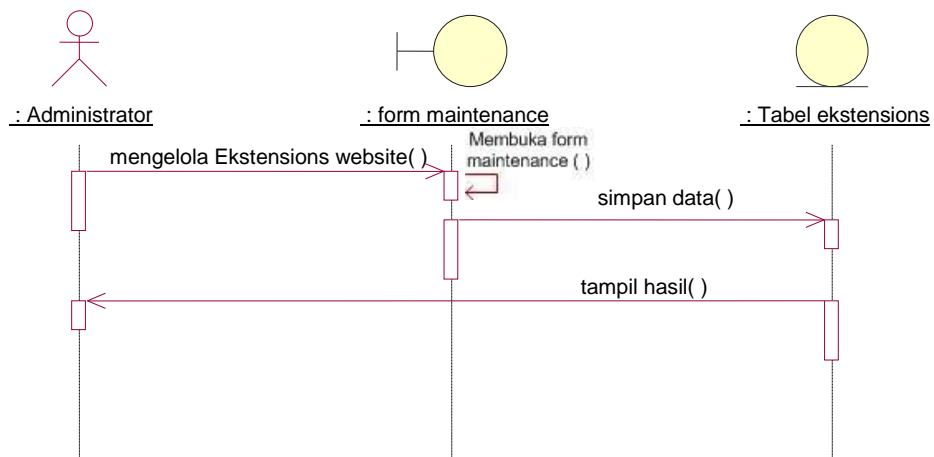 : Administrator
: form maintenance
: Tabel ekstensions
Membuka form
maintenance ( )
mengelola Ekstensions website( )
simpan data( )
tampil hasil( )